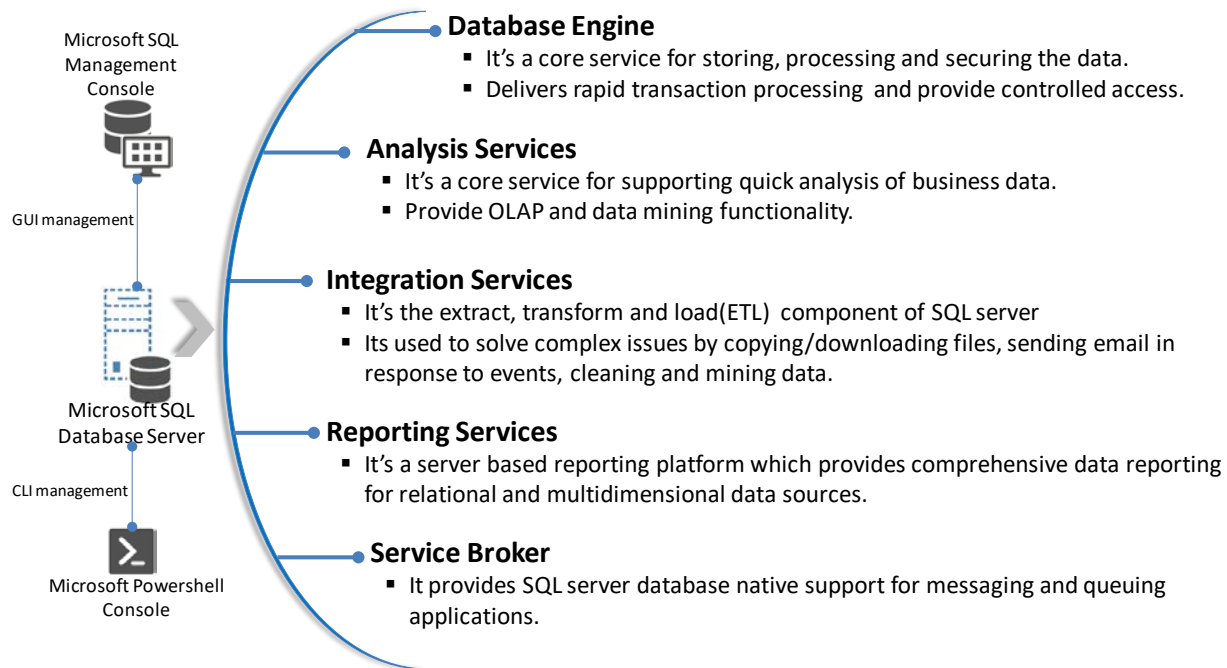 Microsoft SQL
Management
Console
GUI management
Microsoft SQL
Database Server
CLI management
Microsoft Powershell
Console
Database Engine
▪ It’s a core service for storing, processing and securing the data.
▪ Delivers rapid transaction processing and provide controlled access.
Analysis Services
▪ It’s a core service for supporting quick analysis of business data.
▪ Provide OLAP and data mining functionality.
Integration Services
▪ It’s the extract, transform and load(ETL) component of SQL server
▪ Its used to solve complex issues by copying/downloading files, sending email in
response to events, cleaning and mining data.
Reporting Services
▪ It’s a server based reporting platform which provides comprehensive data reporting
for relational and multidimensional data sources.
Service Broker
▪ It provides SQL server database native support for messaging and queuing
applications.